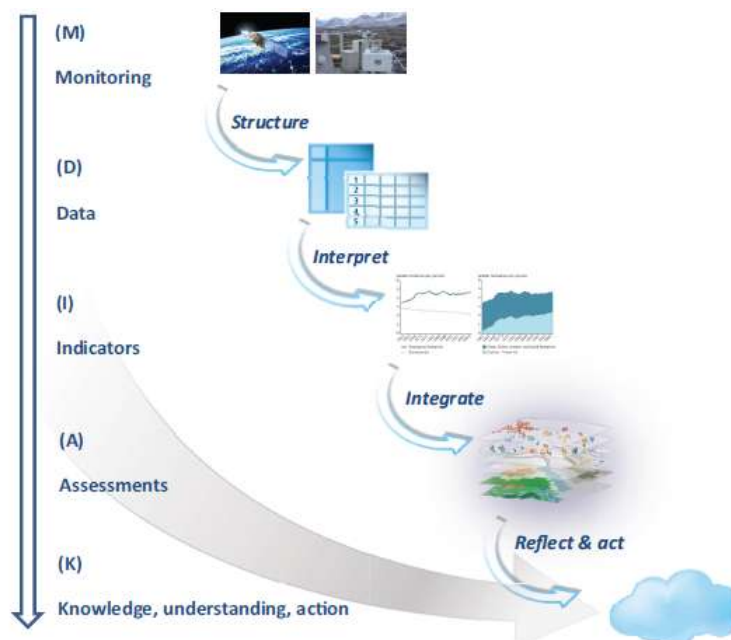 (M)
Monitoring
Structure
(D)
Data
1
2
3
4
5
Interpret
(I)
Indicators
Integrate
(A)
Assessments
Reflect & act
(K)
Knowledge, understanding, action